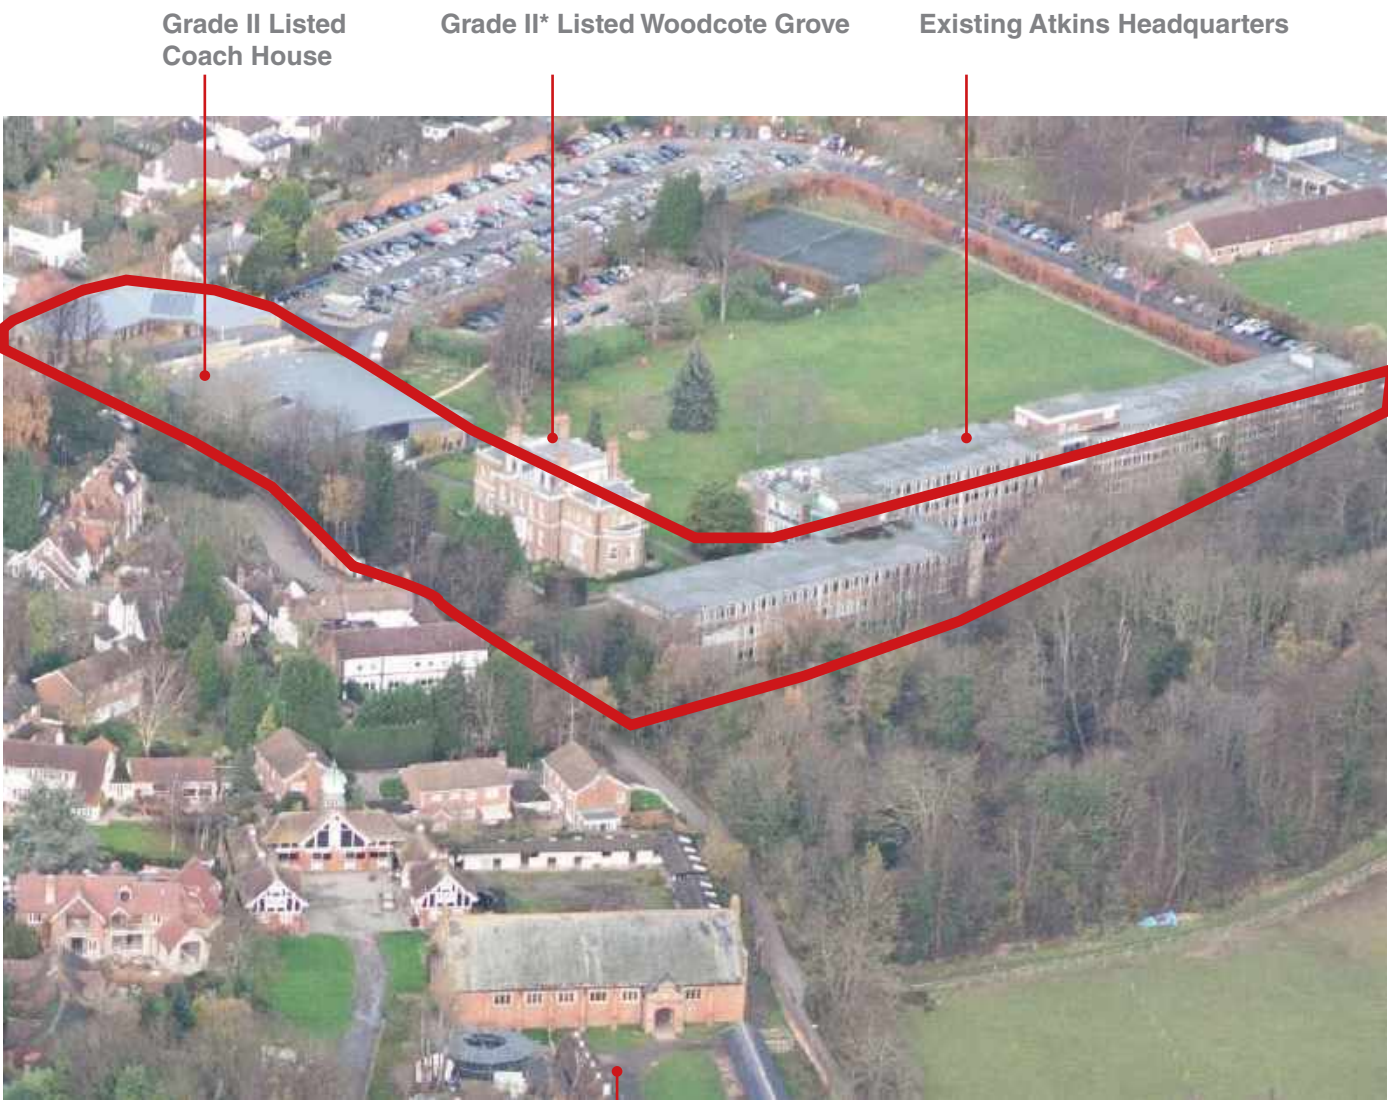 Grade II Listed
Coach House
Grade II* Listed Woodcote Grove
Existing Atkins Headquarters